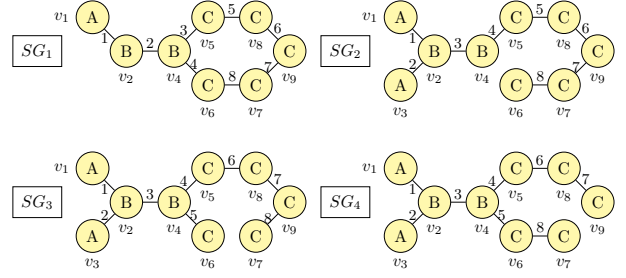 v1 A C 5 C
3 6
1 B 2 B v5 v8 C
SG1
v2 v4 4 C 8 C 7 v9
v6 v7
v1 A C 5 C
4 6
1 B 3 B v5 v8 C
SG2
2 v2 v4 C 8 C 7 v9
A
v3 v6 v7
v1 A C 6 C
4 7
1 B 3 B v5 v8 C
SG3
2 v2 v4 5 C C 8 v9
A
v3 v6 v7
v1 A C 6 C
4 7
1 B 3 B v5 v8 C
SG4
2 v2 v4 5 C 8 C v9
A
v3 v6 v7